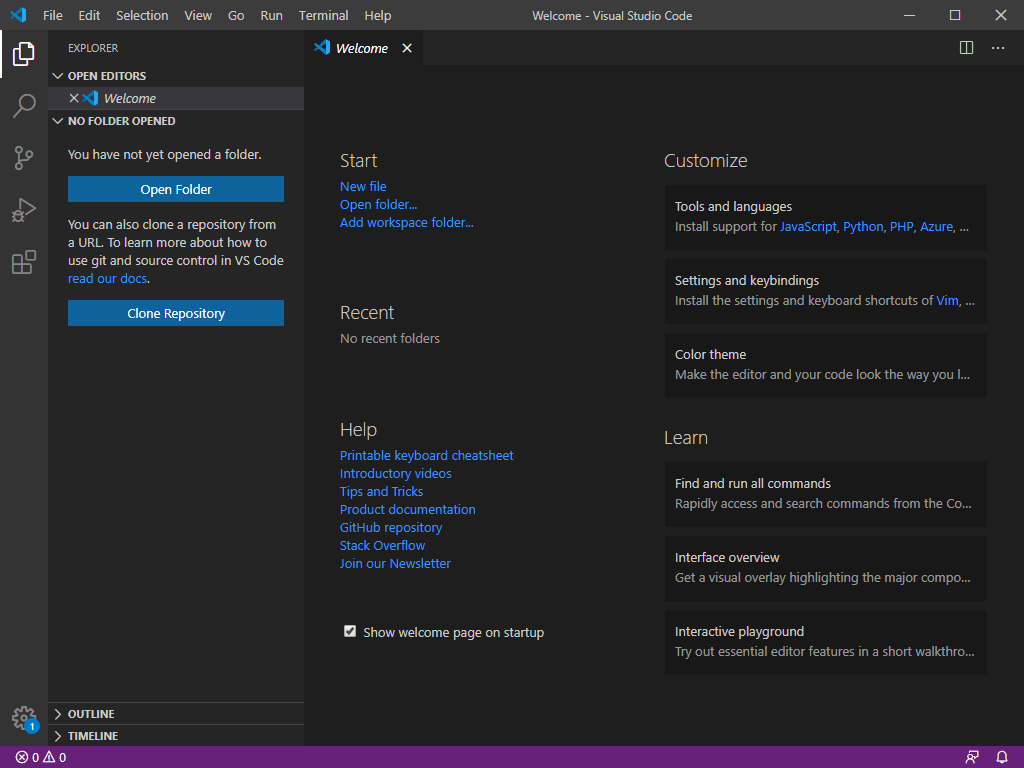 File Edit Selection View Go Run Terminal Help
Welcome - Visual Studio Code
EXPLORER
OPEN EDITORS
Welcome
NO FOLDER OPENED
You have not yet opened a folder.
Open Folder
You can also clone a repository from
a URL. To learn more about how to
use git and source control in VS Code
read our docs.
Clone Repository
OUTLINE
TIMELINE
Welcome
Start
New file
Open folder...
Add workspace folder...
Recent
No recent folders
Help
Printable keyboard cheatsheet
Introductory videos
Tips and Tricks
Product documentation
GitHub repository
Stack Overflow
Join our Newsletter
Show welcome page on startup
Customize
Tools and languages
Install support for JavaScript, Python, PHP, Azure, ...
Settings and keybindings
Install the settings and keyboard shortcuts of Vim, ...
Color theme
Make the editor and your code look the way you l...
Learn
Find and run all commands
Rapidly access and search commands from the Co...
Interface overview
Get a visual overlay highlighting the major compo...
Interactive playground
Try out essential editor features in a short walkthro...
1
0 0